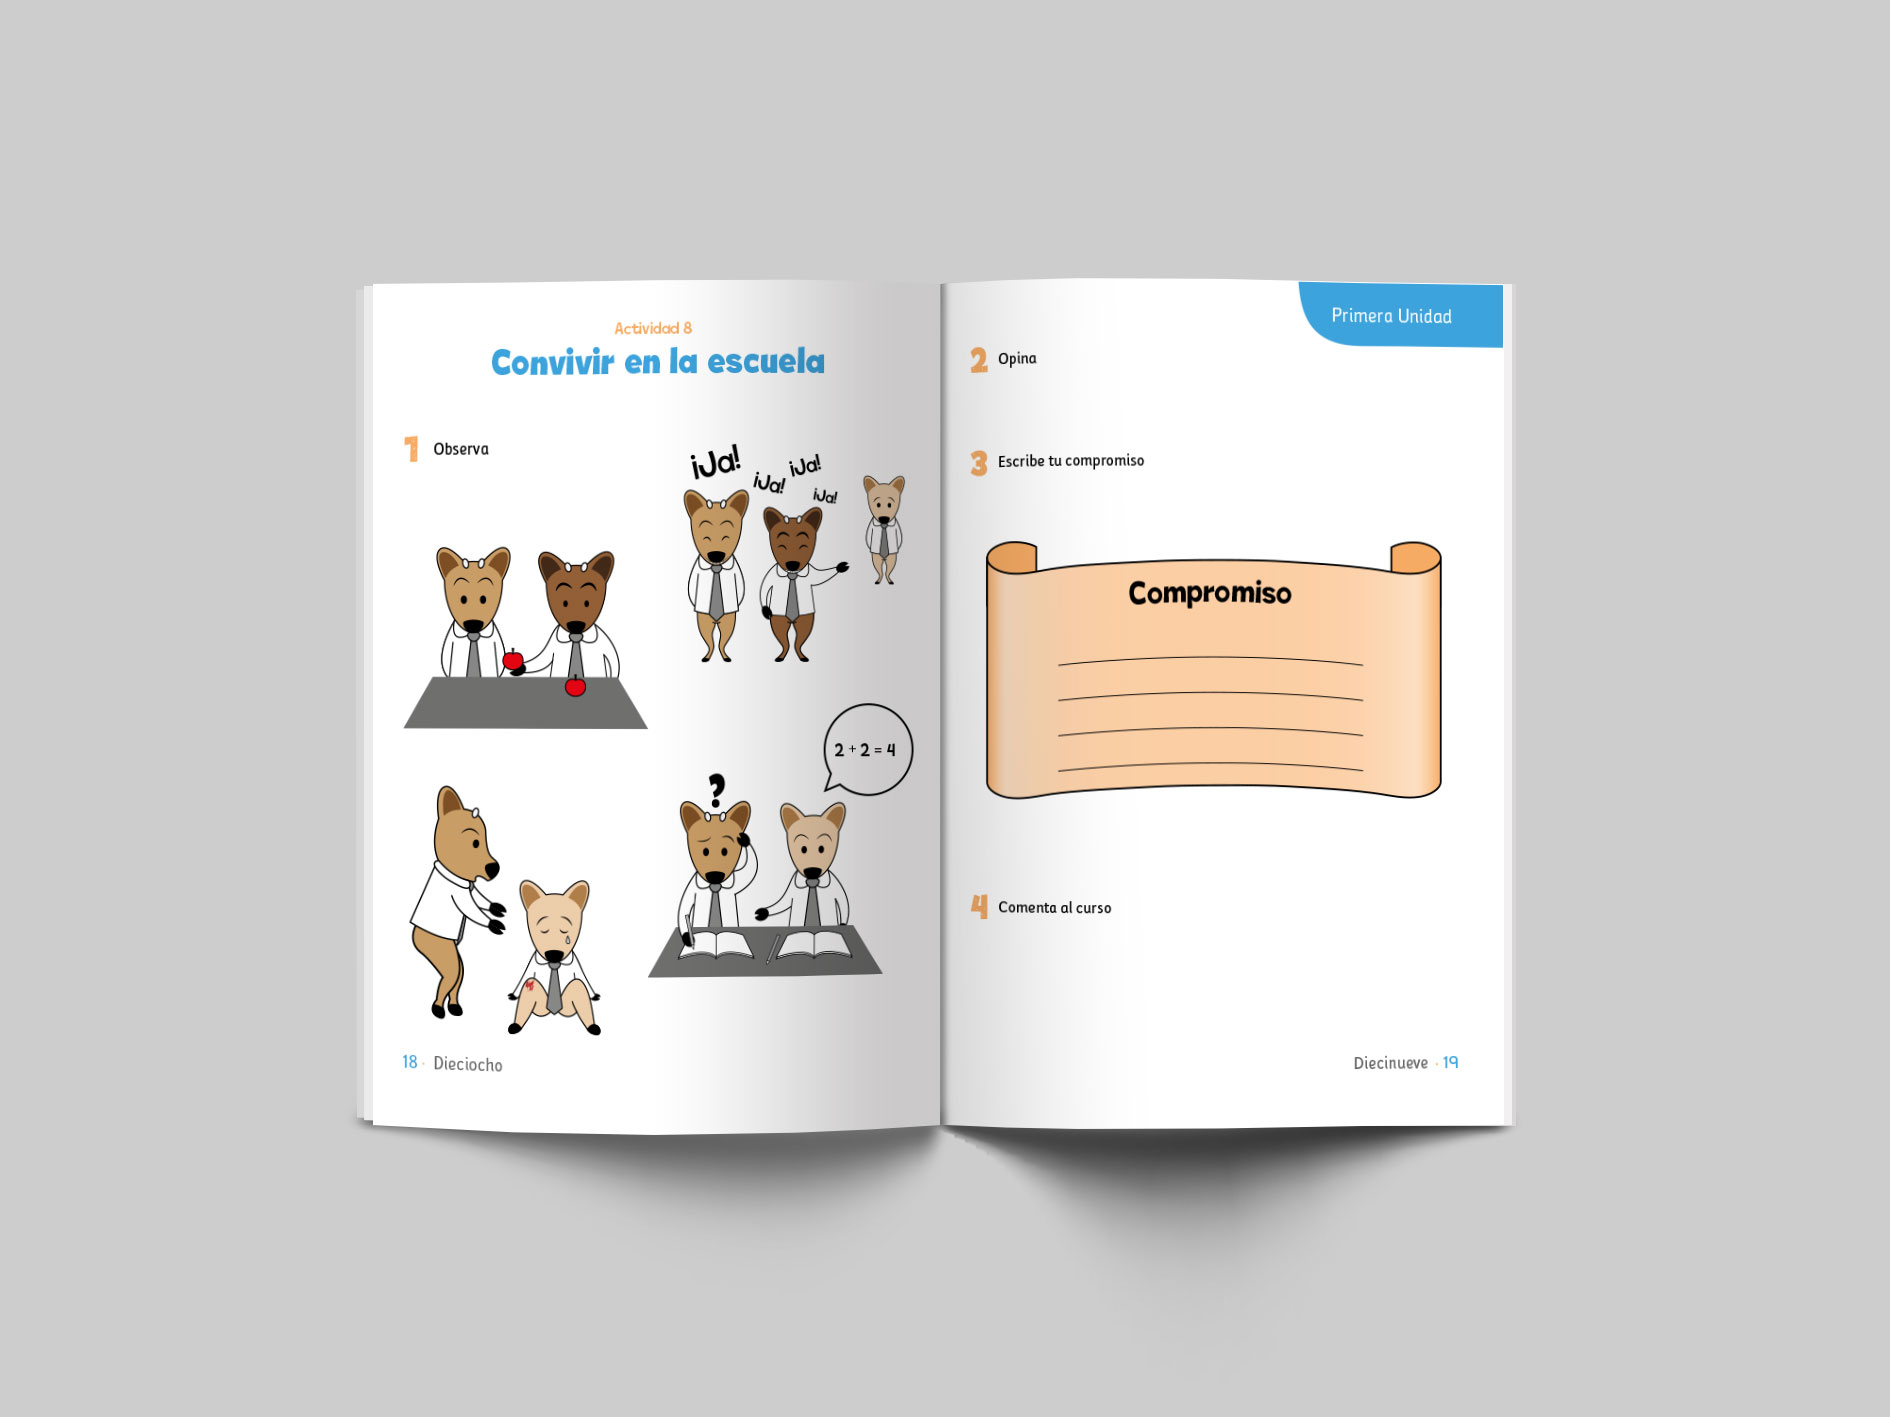 Actividad 8
Convivir en la escuela
1 Observa
¡Ja!
¡Ja!
¡Ja!
¡Ja!
2 + 2 = 4
?
18 · Dieciocho
Primera Unidad
2 Opina
3 Escribe tu compromiso
Compromiso
4 Comenta al curso
Diecinueve · 19